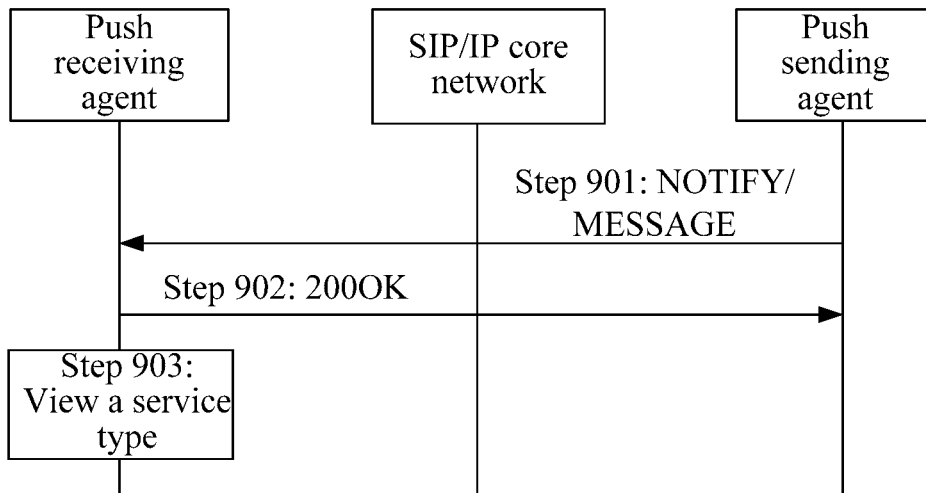 Push
receiving
agent
SIP/IP core
network
Push
sending
agent
Step 901: NOTIFY/
MESSAGE
Step 902: 200OK
Step 903:
View a service
type